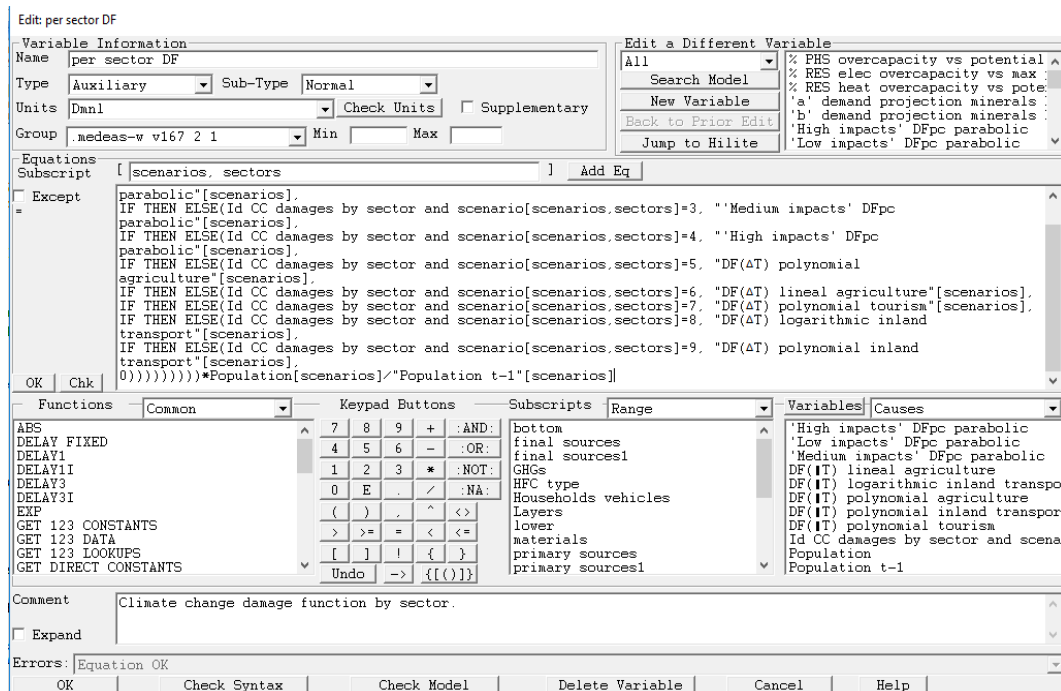 Edit: per sector DF
Variable Information
Name per sector DF
Type Auxiliary Sub-Type Normal
Units Dmnl Check Units Supplementary
Group .medeas-w v167 2 1 Min Max
Edit a Different Variable
All
Search Model
New Variable
Back to Prior Edit
Jump to Hilite
% PHS overcapacity vs potential
% RES elec overcapacity vs max
% RES heat overcapacity vs pote
'a' demand projection minerals
'b' demand projection minerals
'High impacts' DFpc parabolic
'Low impacts' DFpc parabolic
Equations
Subscript [ scenarios, sectors ] Add Eq
Except
=
parabolic"[scenarios],
IF THEN ELSE(Id CC damages by sector and scenario[scenarios,sectors]=3, "'Medium impacts' DFpc
parabolic"[scenarios],
IF THEN ELSE(Id CC damages by sector and scenario[scenarios,sectors]=4, "'High impacts' DFpc
parabolic"[scenarios],
IF THEN ELSE(Id CC damages by sector and scenario[scenarios,sectors]=5, "DF(ΔT) polynomial
agriculture"[scenarios],
IF THEN ELSE(Id CC damages by sector and scenario[scenarios,sectors]=6, "DF(ΔT) lineal agriculture"[scenarios],
IF THEN ELSE(Id CC damages by sector and scenario[scenarios,sectors]=7, "DF(ΔT) polynomial tourism"[scenarios],
IF THEN ELSE(Id CC damages by sector and scenario[scenarios,sectors]=8, "DF(ΔT) logarithmic inland
transport"[scenarios],
IF THEN ELSE(Id CC damages by sector and scenario[scenarios,sectors]=9, "DF(ΔT) polynomial inland
transport"[scenarios],
0)))))))))*Population[scenarios]/"Population t-1"[scenarios]
OK Chk
Functions Common
ABS
DELAY FIXED
DELAY1
DELAY1I
DELAY3
DELAY3I
EXP
GET 123 CONSTANTS
GET 123 DATA
GET 123 LOOKUPS
GET DIRECT CONSTANTS
Keypad Buttons
7 8 9 + :AND:
4 5 6 - :OR:
1 2 3 * :NOT:
0 E . / :NA:
( ) , ^ <>
> >= = < <=
[ ] ! { }
Undo -> {[()]}
Subscripts Range
bottom
final sources
final sources1
GHGs
HFC type
Households vehicles
Layers
lower
materials
primary sources
primary sources1
Variables Causes
'High impacts' DFpc parabolic
'Low impacts' DFpc parabolic
'Medium impacts' DFpc parabolic
DF(▮T) lineal agriculture
DF(▮T) logarithmic inland transpo
DF(▮T) polynomial agriculture
DF(▮T) polynomial inland transpor
DF(▮T) polynomial tourism
Id CC damages by sector and scena
Population
Population t-1
Comment
Climate change damage function by sector.
Expand
Errors: Equation OK
OK Check Syntax Check Model Delete Variable Cancel Help